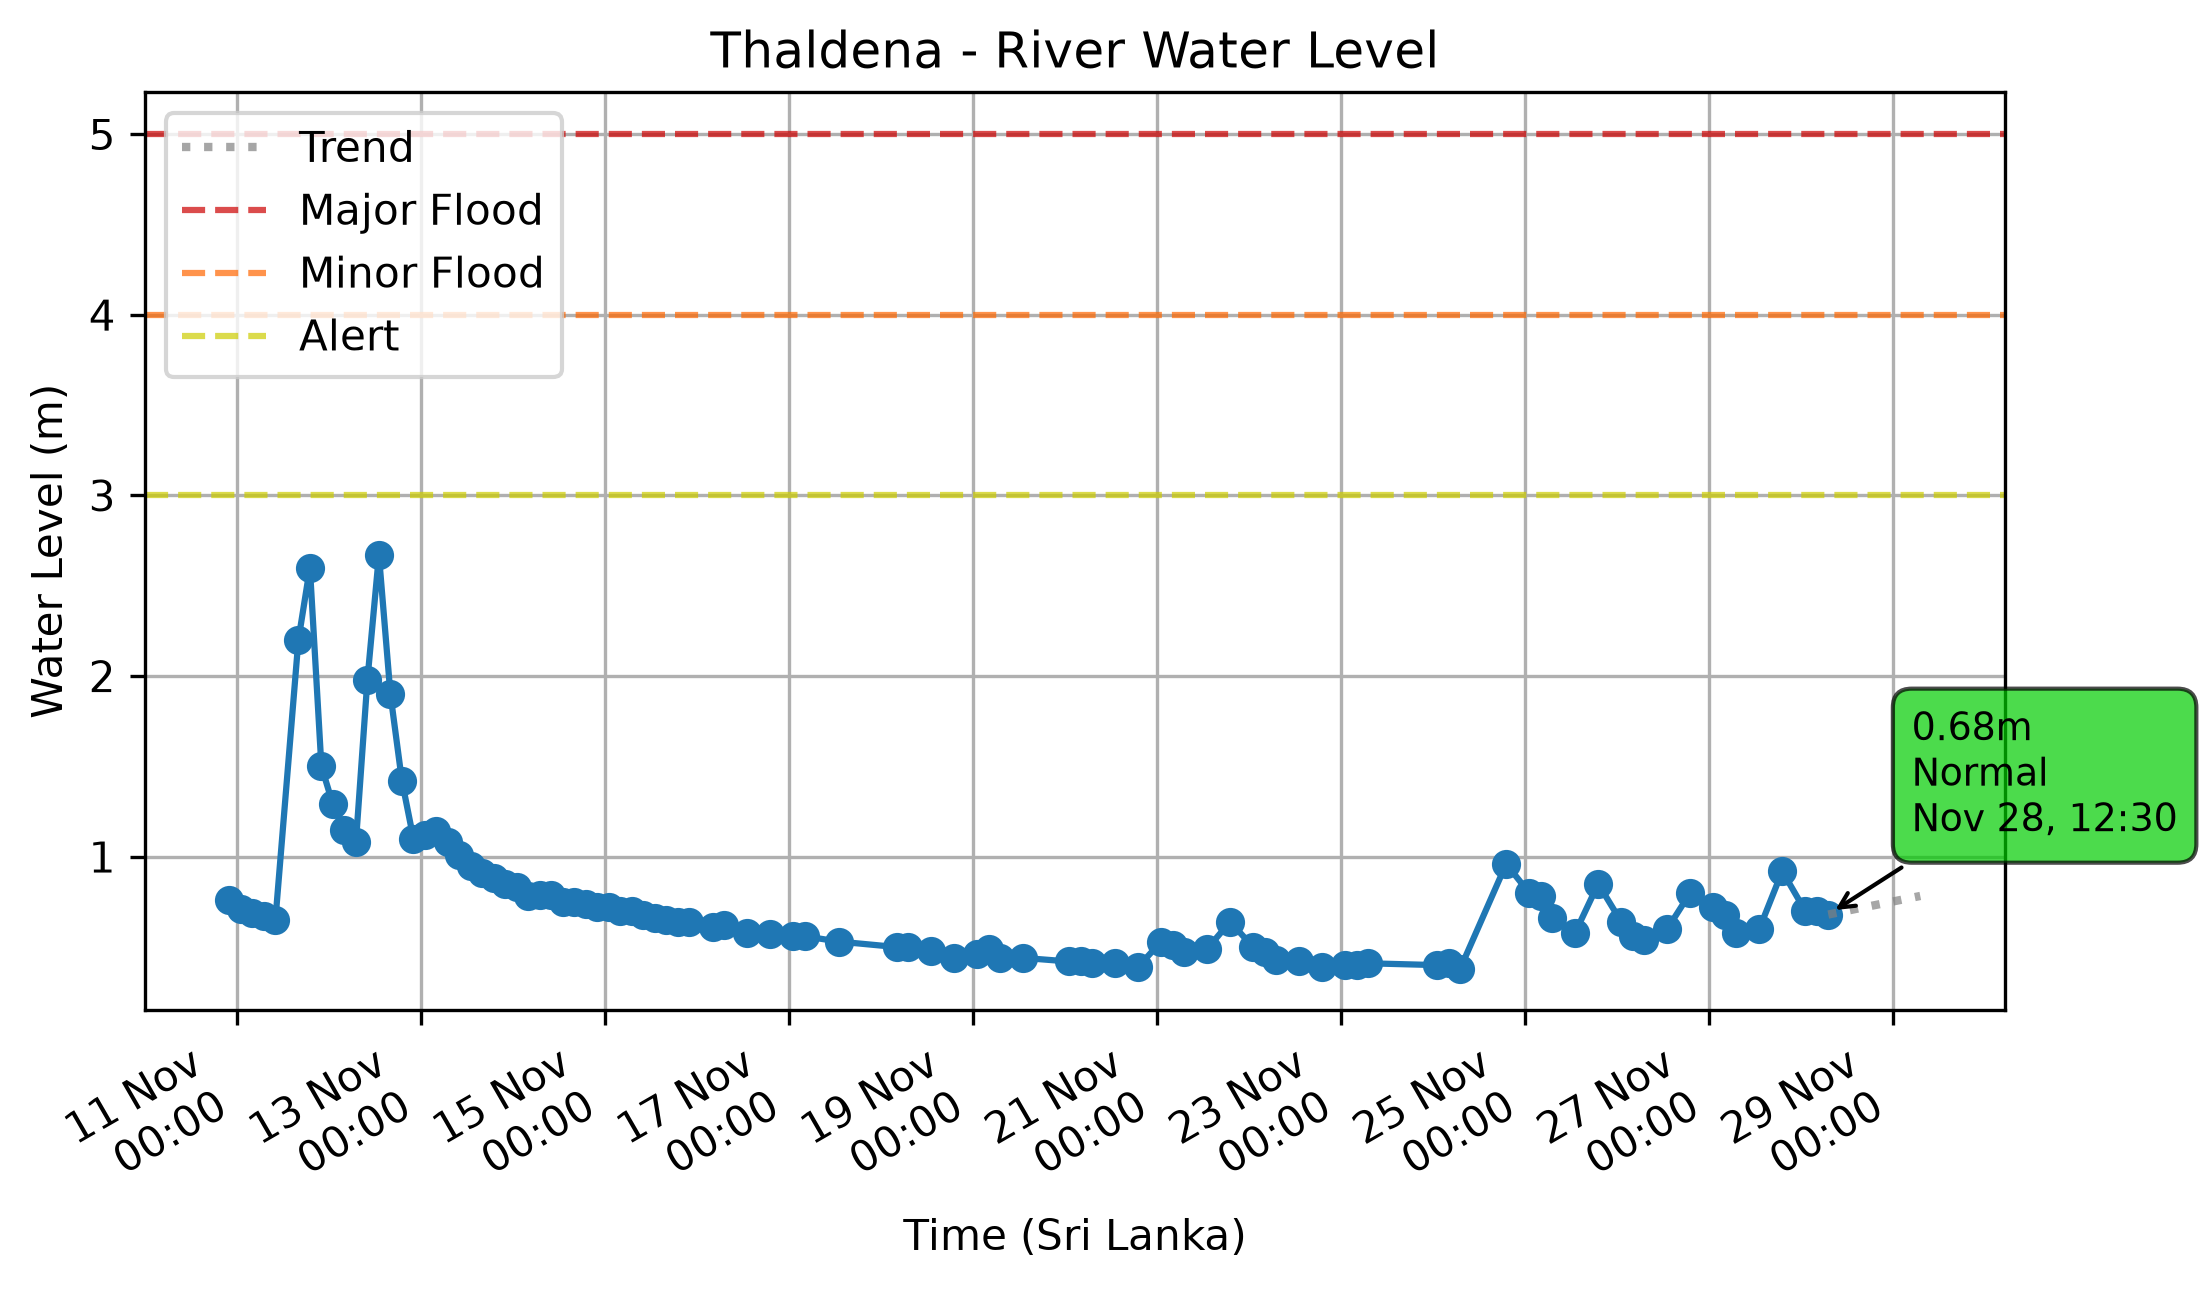 Thaldena - River Water Level
Trend
Major Flood
Minor Flood
Alert
Water Level (m)
5
4
3
2
1
0.68m
Normal
Nov 28, 12:30
11 Nov
00:00
13 Nov
00:00
15 Nov
00:00
17 Nov
00:00
19 Nov
00:00
21 Nov
00:00
23 Nov
00:00
25 Nov
00:00
27 Nov
00:00
29 Nov
00:00
Time (Sri Lanka)